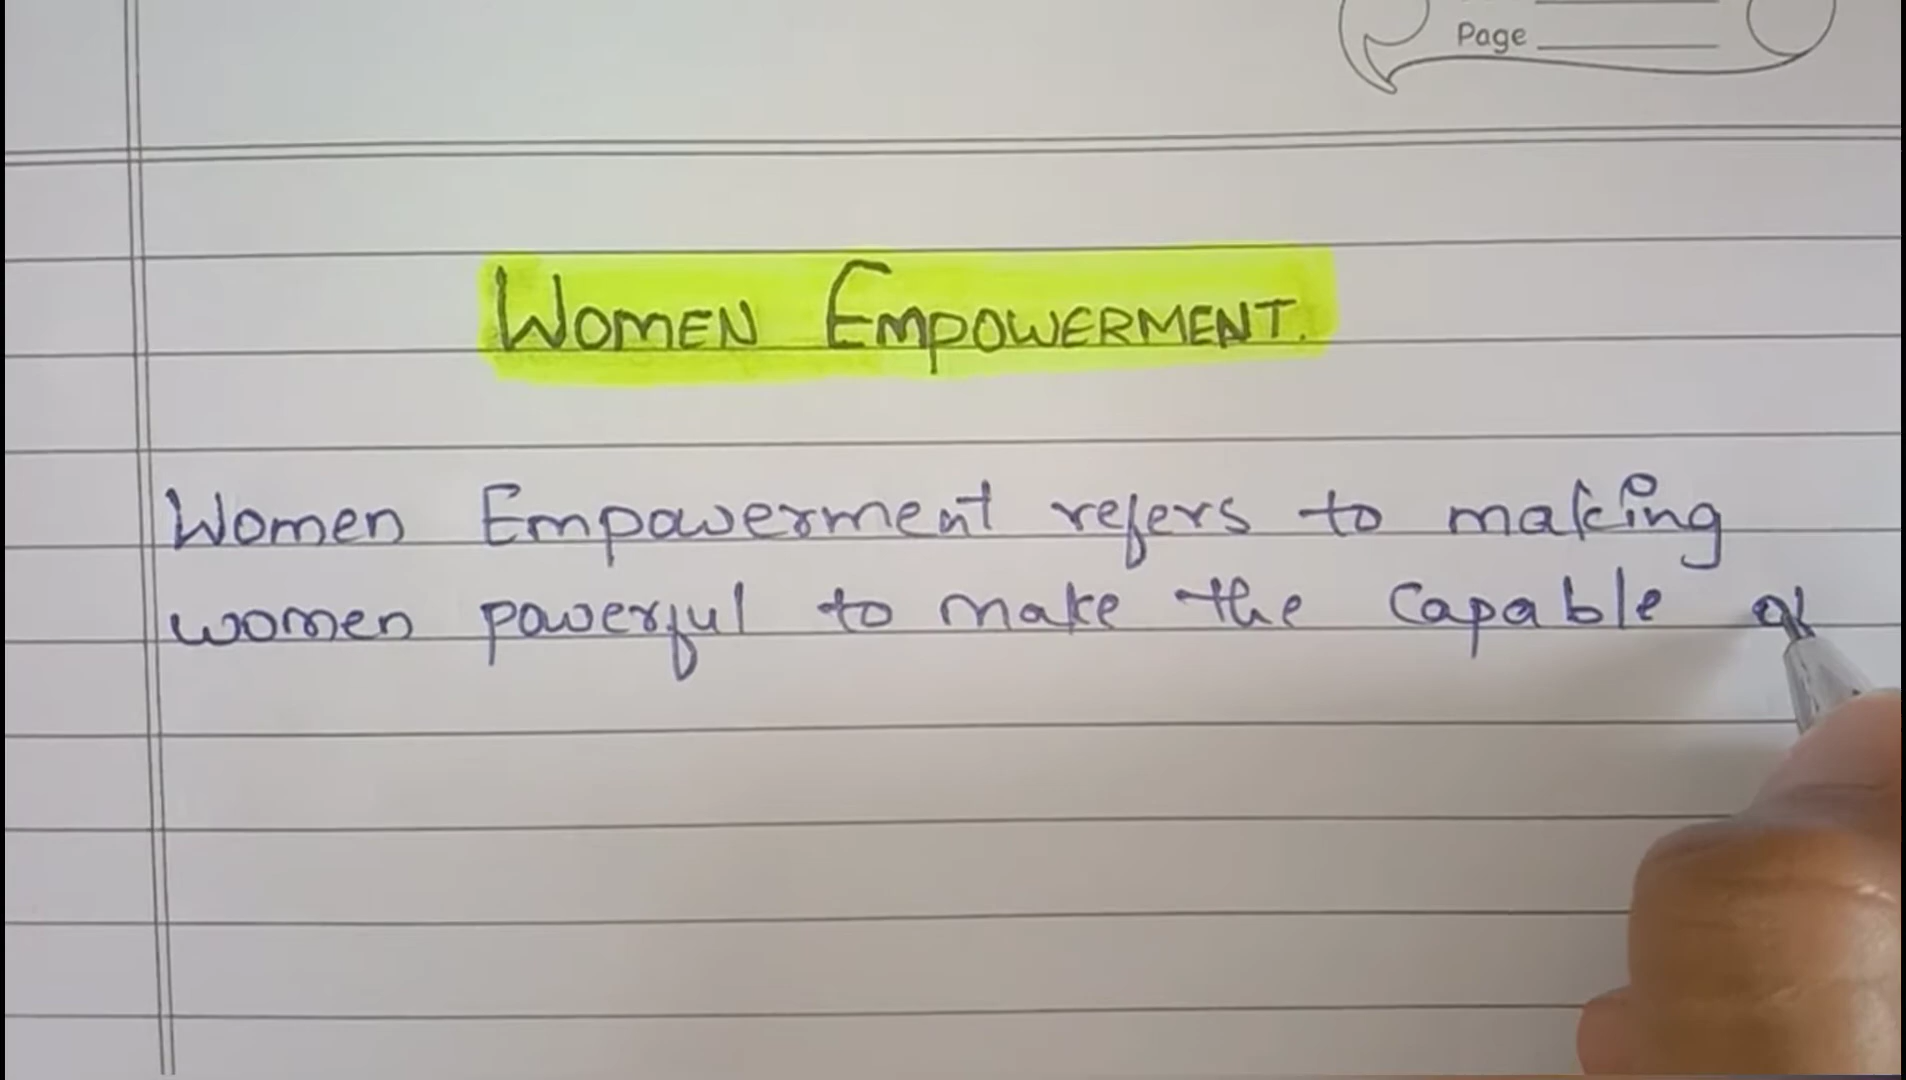 Page
WOMEN EMPOWERMENT.
Women Empowerment refers to making
women powerful to make the capable